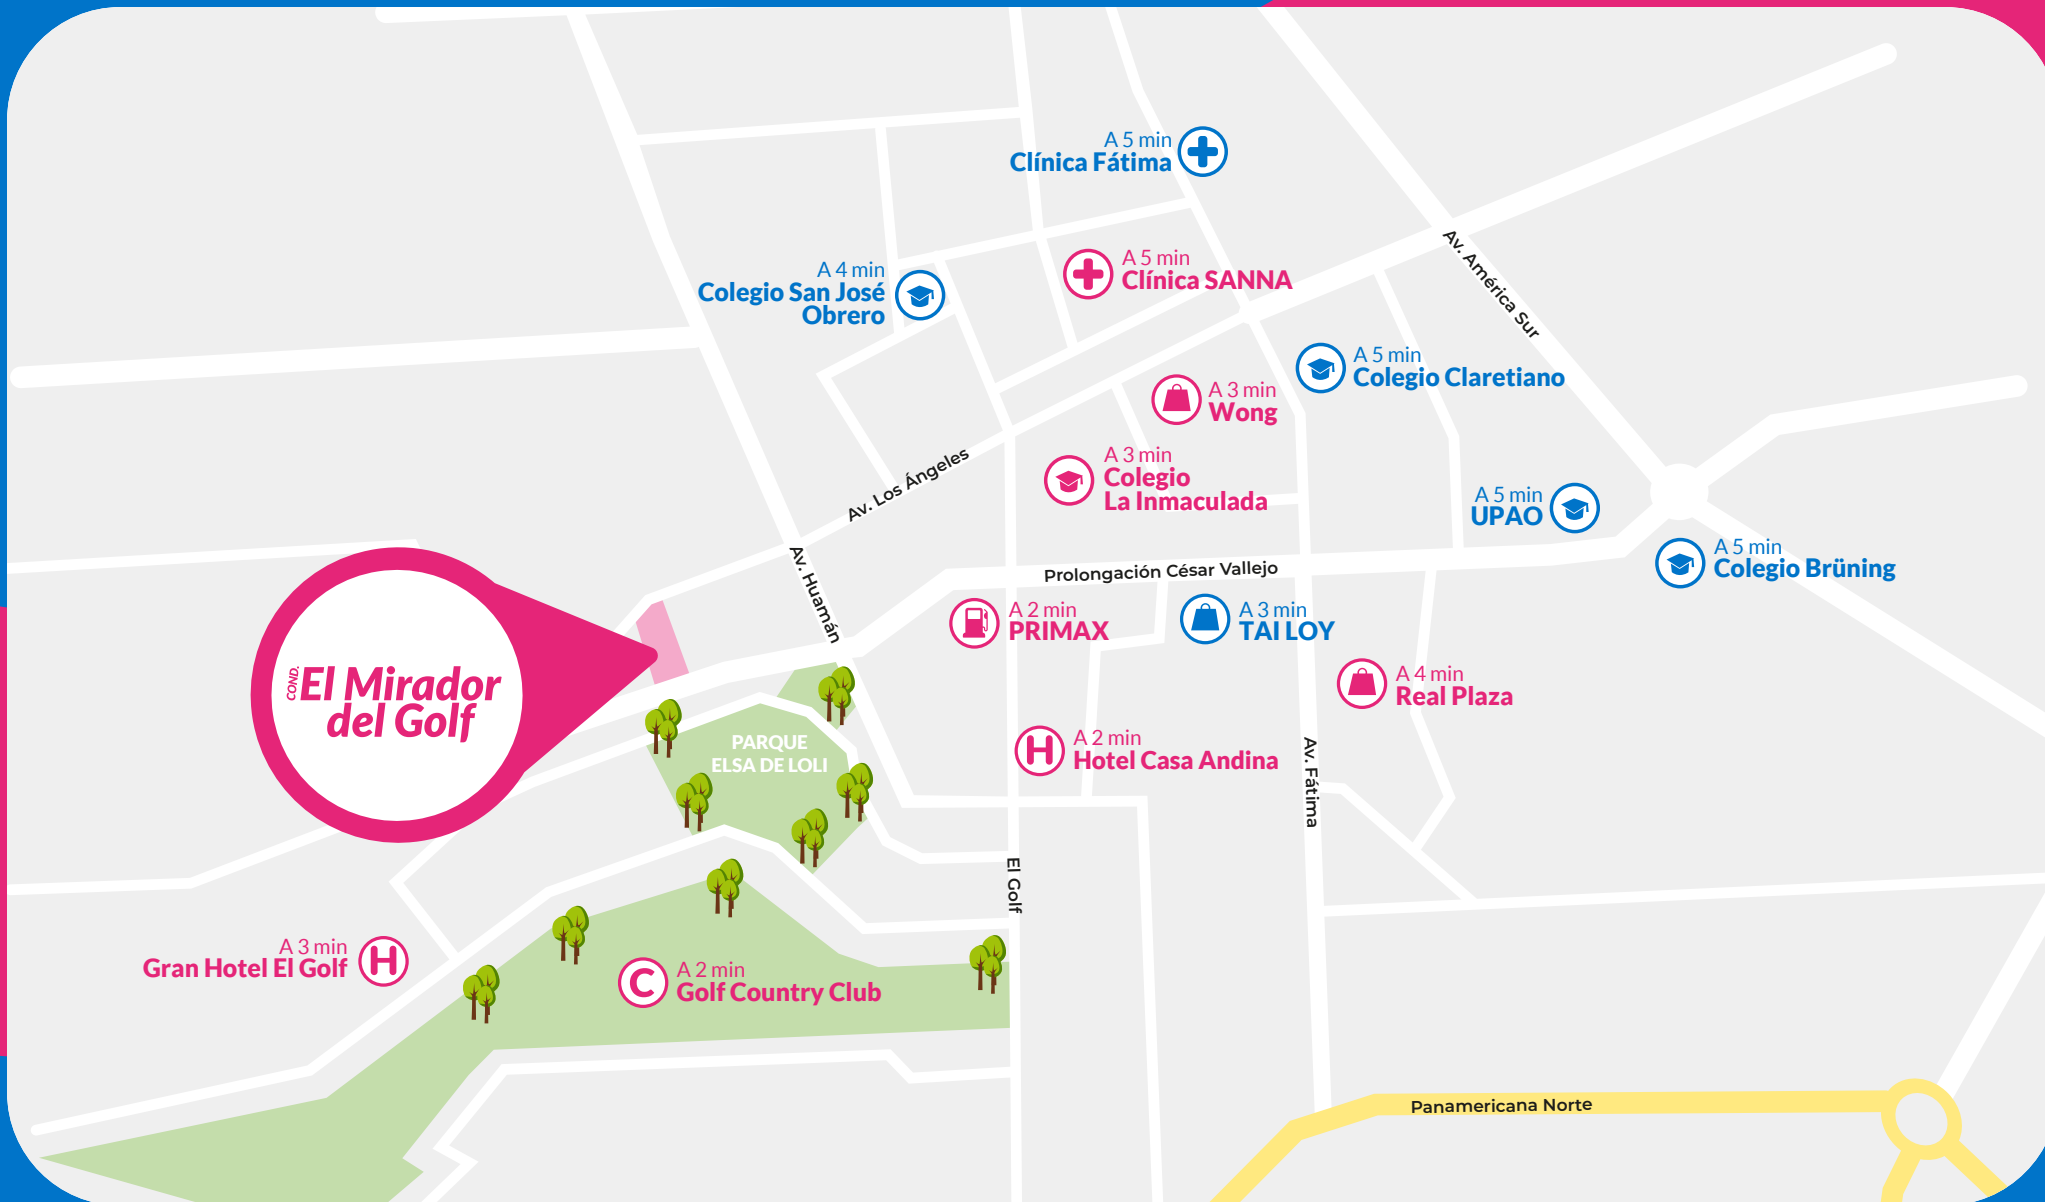 A 5 min
Clínica Fátima
A 5 min
Clínica SANNA
A 4 min
Colegio San José
Obrero
Av. América Sur
A 5 min
Colegio Claretiano
A 3 min
Wong
A 3 min
Colegio
La Inmaculada
Av. Los Ángeles
A 5 min
UPAO
A 5 min
Colegio Brüning
Av. Huamán
Prolongación César Vallejo
A 2 min
PRIMAX
A 3 min
TAI LOY
COND.
El Mirador
del Golf
A 4 min
Real Plaza
PARQUE
ELSA DE LOLI
A 2 min
Hotel Casa Andina
Av. Fátima
El Golf
A 3 min
Gran Hotel El Golf
H
H
C
A 2 min
Golf Country Club
Panamericana Norte